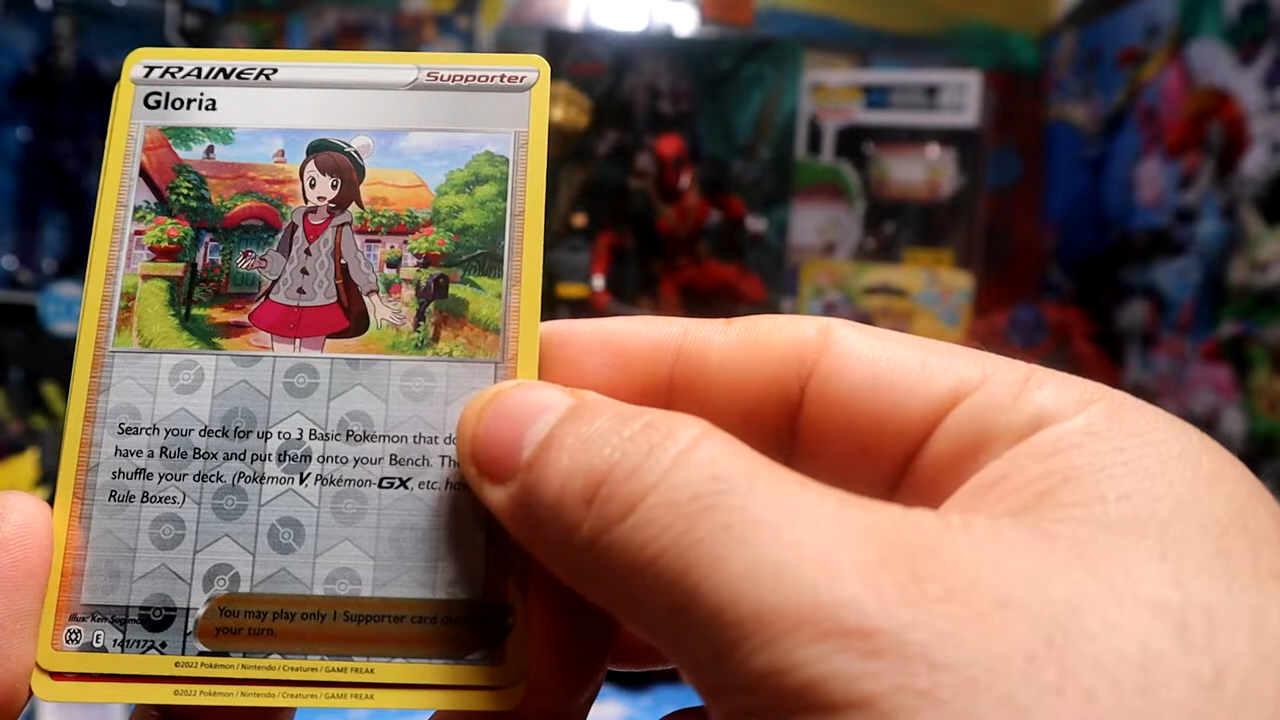 TRAINER Supporter
Gloria
Search your deck for up to 3 Basic Pokémon that do
have a Rule Box and put them onto your Bench. The
shuffle your deck. (Pokémon V, Pokémon-GX, etc. hav
Rule Boxes.)
You may play only 1 Supporter card du
your turn.
Illus. Ken Sugimori
E 141/172
©2022 Pokémon / Nintendo / Creatures / GAME FREAK
©2022 Pokémon / Nintendo / Creatures / GAME FREAK